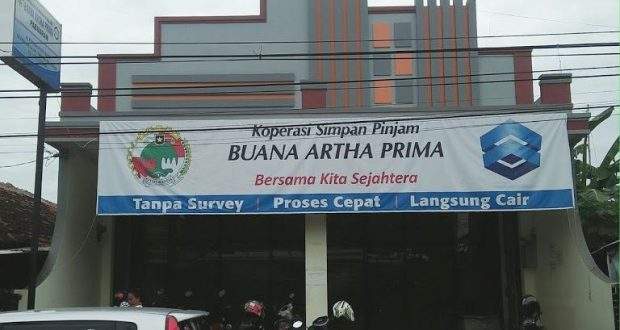 Koperasi Simpan Pinjam
BUANA ARTHA PRIMA
Bersama Kita Sejahtera
Tanpa Survey | Proses Cepat | Langsung Cair